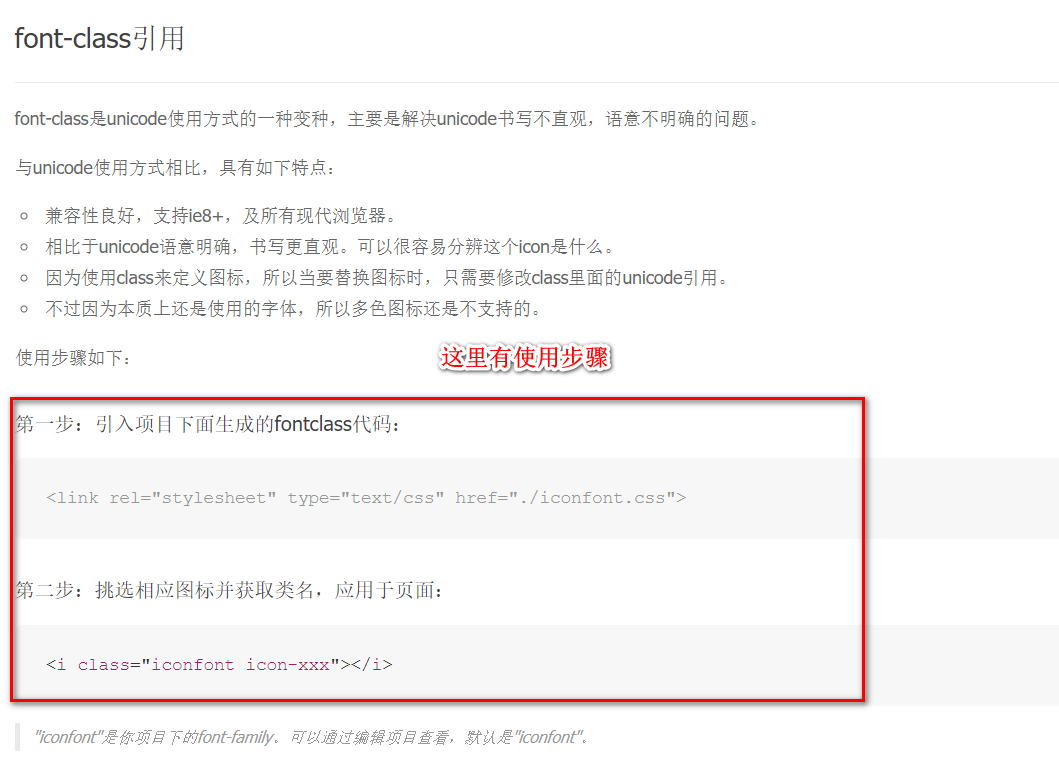 font-class引用
font-class是unicode使用方式的一种变种，主要是解决unicode书写不直观，语意不明确的问题。
与unicode使用方式相比，具有如下特点：
兼容性良好，支持ie8+，及所有现代浏览器。
相比于unicode语意明确，书写更直观。可以很容易分辨这个icon是什么。
因为使用class来定义图标，所以当要替换图标时，只需要修改class里面的unicode引用。
不过因为本质上还是使用的字体，所以多色图标还是不支持的。
使用步骤如下：
这里有使用步骤
第一步：引入项目下面生成的fontclass代码：
<link rel="stylesheet" type="text/css" href="./iconfont.css">
第二步：挑选相应图标并获取类名，应用于页面：
<i class="iconfont icon-xxx"></i>
"iconfont"是你项目下的font-family。可以通过编辑项目查看，默认是"iconfont"。